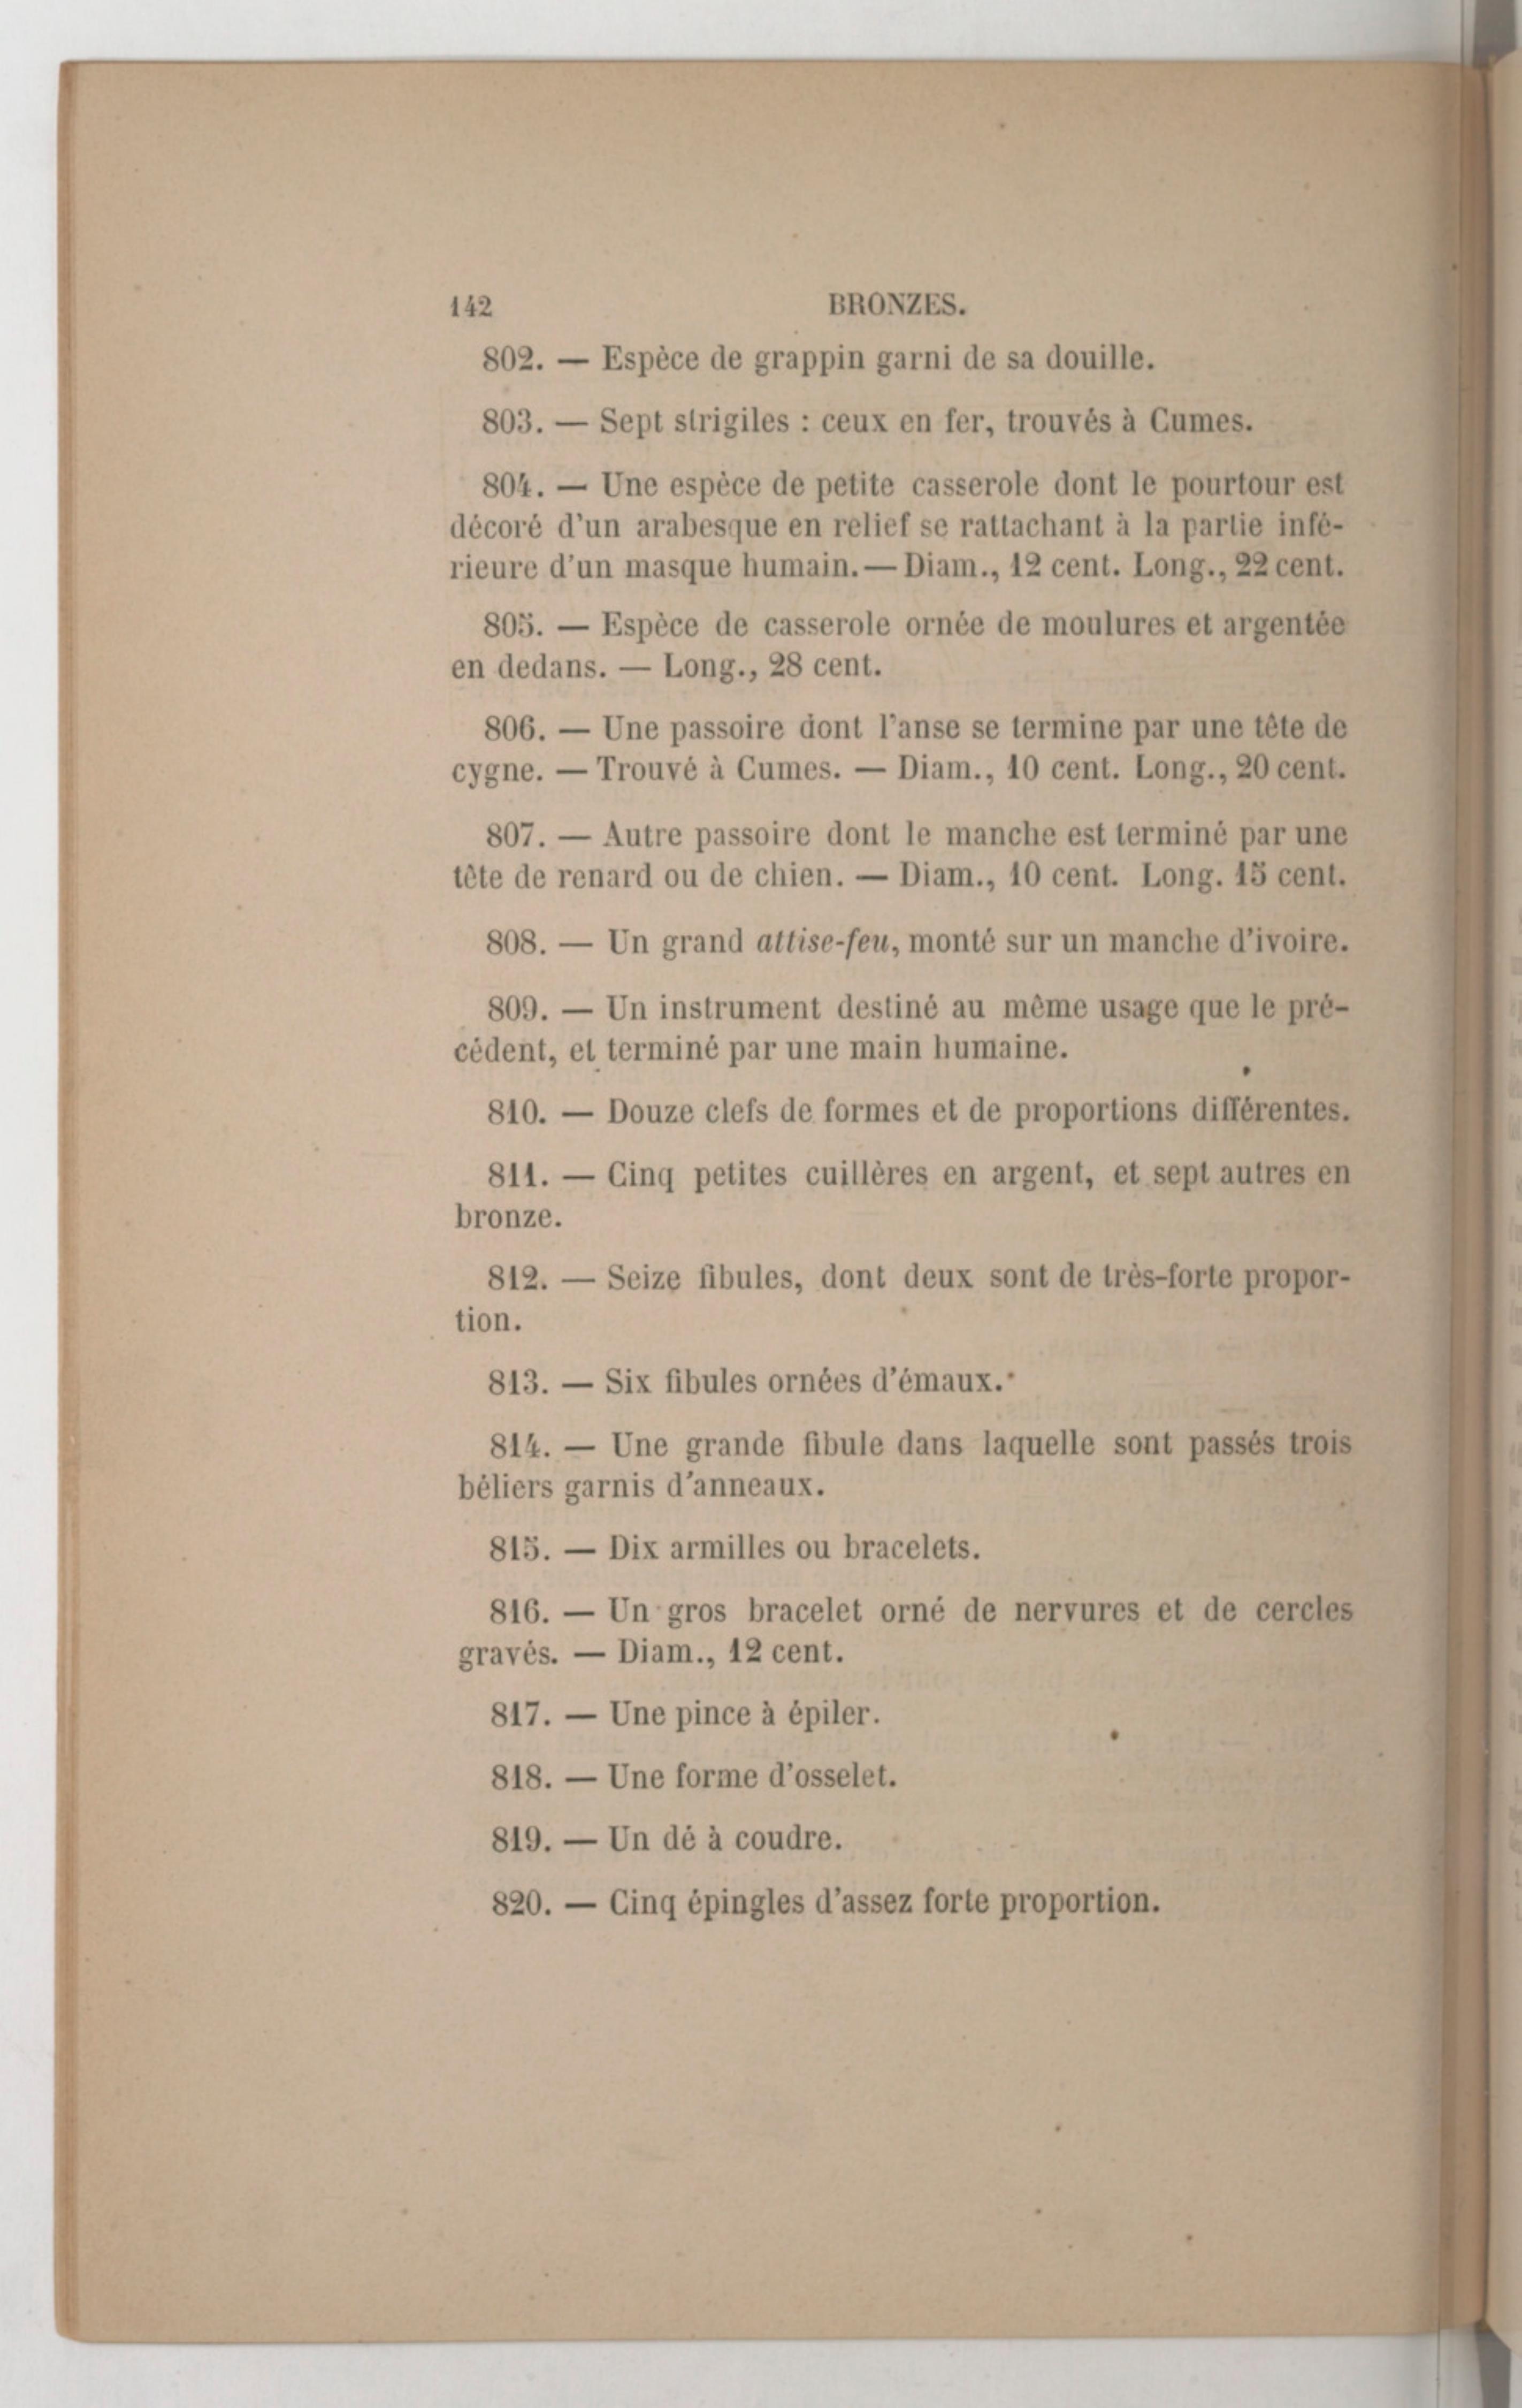 142 BRONZES.
802. — Espèce de grappin garni de sa douille.
803. — Sept strigiles : ceux en fer, trouvés à Cumes.
804. — Une espèce de petite casserole dont le pourtour est
décoré d'un arabesque en relief se rattachant à la partie infé-
rieure d'un masque humain. — Diam., 12 cent. Long., 22 cent.
805. — Espèce de casserole ornée de moulures et argentée
en dedans. — Long., 28 cent.
806. — Une passoire dont l'anse se termine par une tête de
cygne. — Trouvé à Cumes. — Diam., 10 cent. Long., 20 cent.
807. — Autre passoire dont le manche est terminé par une
tête de renard ou de chien. — Diam., 10 cent. Long. 15 cent.
808. — Un grand attise-feu, monté sur un manche d'ivoire.
809. — Un instrument destiné au même usage que le pré-
cédent, et terminé par une main humaine.
810. — Douze clefs de formes et de proportions différentes.
811. — Cinq petites cuillères en argent, et sept autres en
bronze.
812. — Seize fibules, dont deux sont de très-forte propor-
tion.
813. — Six fibules ornées d'émaux.
814. — Une grande fibule dans laquelle sont passés trois
béliers garnis d'anneaux.
815. — Dix armilles ou bracelets.
816. — Un gros bracelet orné de nervures et de cercles
gravés. — Diam., 12 cent.
817. — Une pince à épiler.
818. — Une forme d'osselet.
819. — Un dé à coudre.
820. — Cinq épingles d'assez forte proportion.